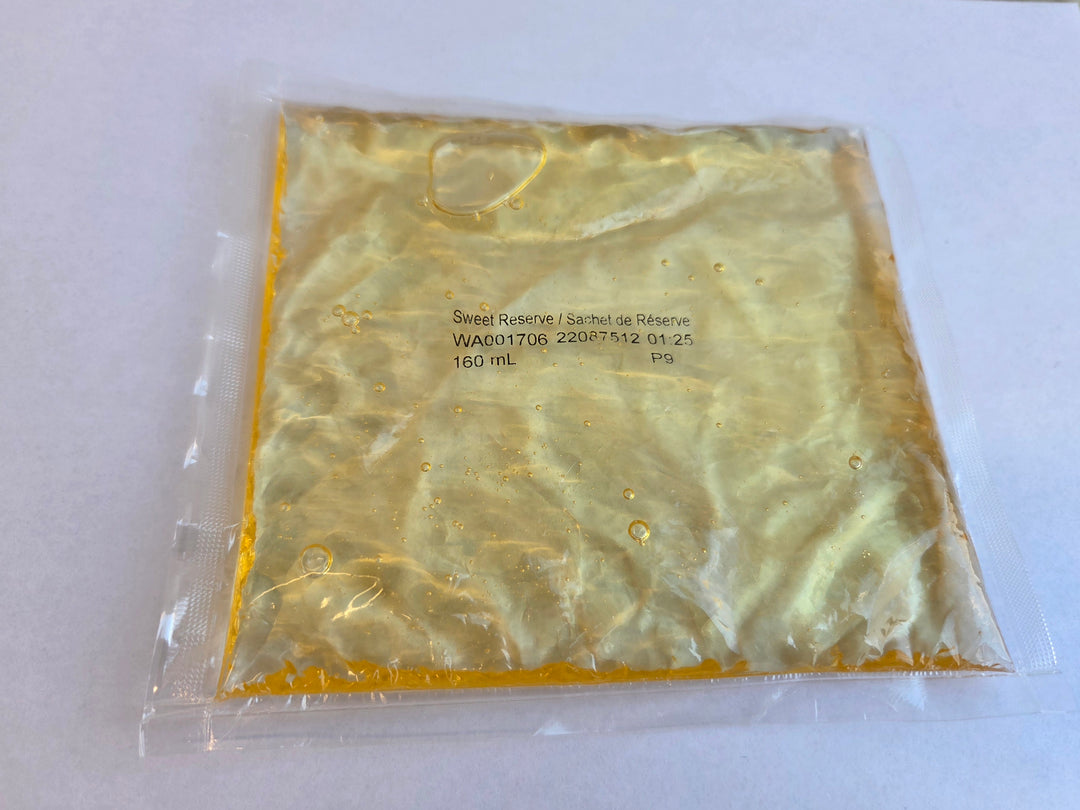 Sweet Reserve / Sachet de Réserve
WA001706 22087512 01:25
160 mL P9